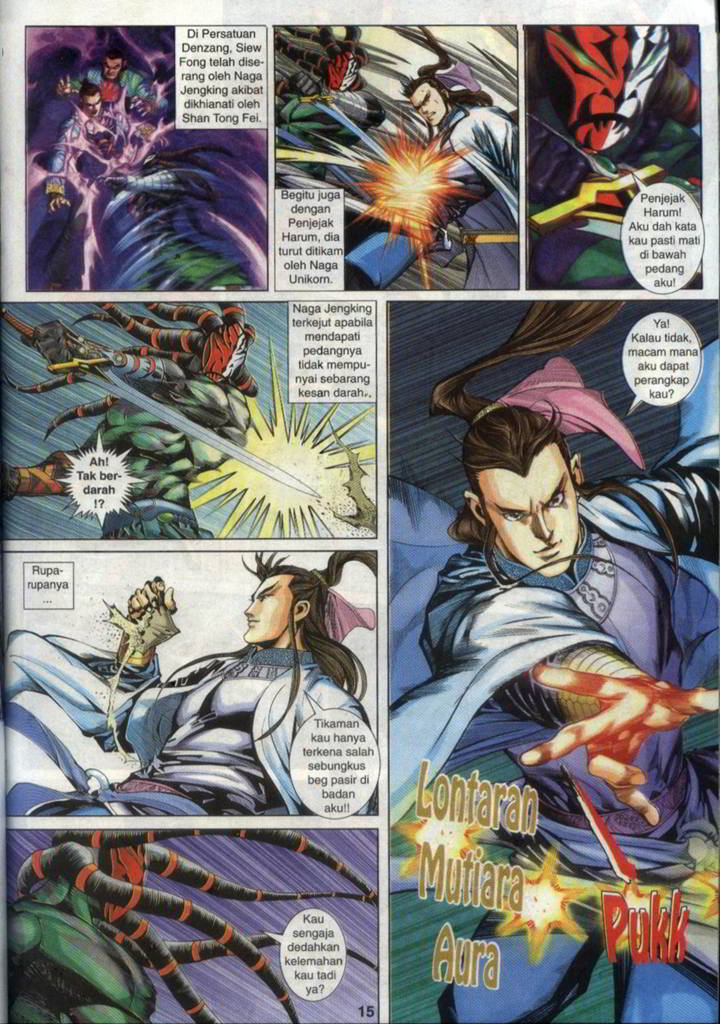 Di Persatuan
Denzang, Siew
Fong telah dise-
rang oleh Naga
Jengking akibat
dikhianati oleh
Shan Tong Fei.
Begitu juga
dengan
Penjejak
Harum, dia
turut ditikam
oleh Naga
Unikorn.
Penjejak
Harum!
Aku dah kata
kau pasti mati
di bawah
pedang
aku!
Naga Jengking
terkejut apabila
mendapati
pedangnya
tidak mempu-
nyai sebarang
kesan darah..
Ah!
Tak ber-
darah
!?
Ya!
Kalau tidak,
macam mana
aku dapat
perangkap
kau?
Rupa-
rupanya
...
Tikaman
kau hanya
terkena salah
sebungkus
beg pasir di
badan
aku!!
Lontaran
Mutiara
Aura
Pukk
Kau
sengaja
dedahkan
kelemahan
kau tadi
ya?
15